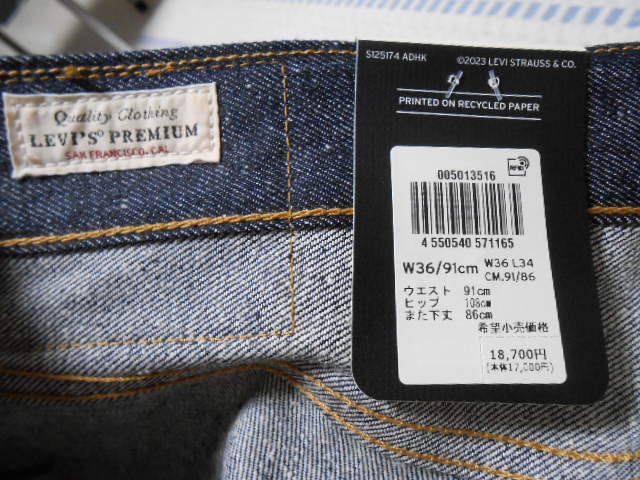 Quality Clothing
LEVI'S® PREMIUM
SAN FRANCISCO. CAL
S125174 ADHK ©2023 LEVI STRAUSS & CO.
PRINTED ON RECYCLED PAPER
RFID
005013516
4 550540 571165
W36/91cm
W36 L34
CM.91/86
ウエスト 91cm
ヒップ 108cm
また下丈 86cm
希望小売価格
18,700円
(本体17,000円)